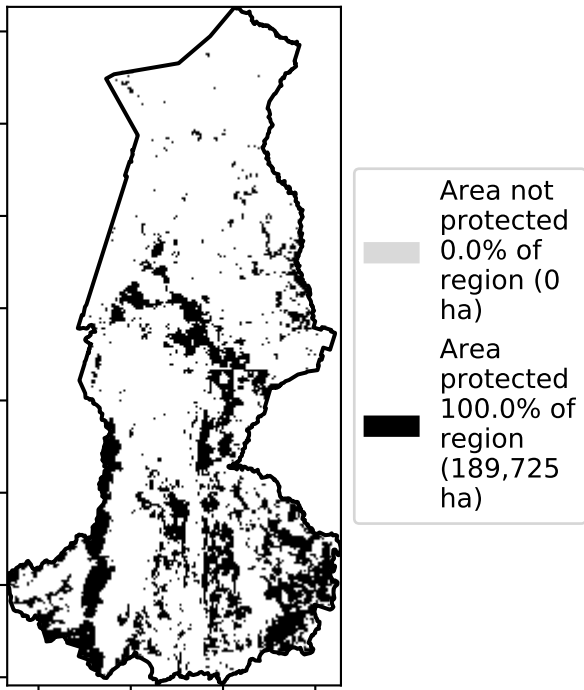 Area not
protected
0.0% of
region (0
ha)
Area
protected
100.0% of
region
(189,725
ha)